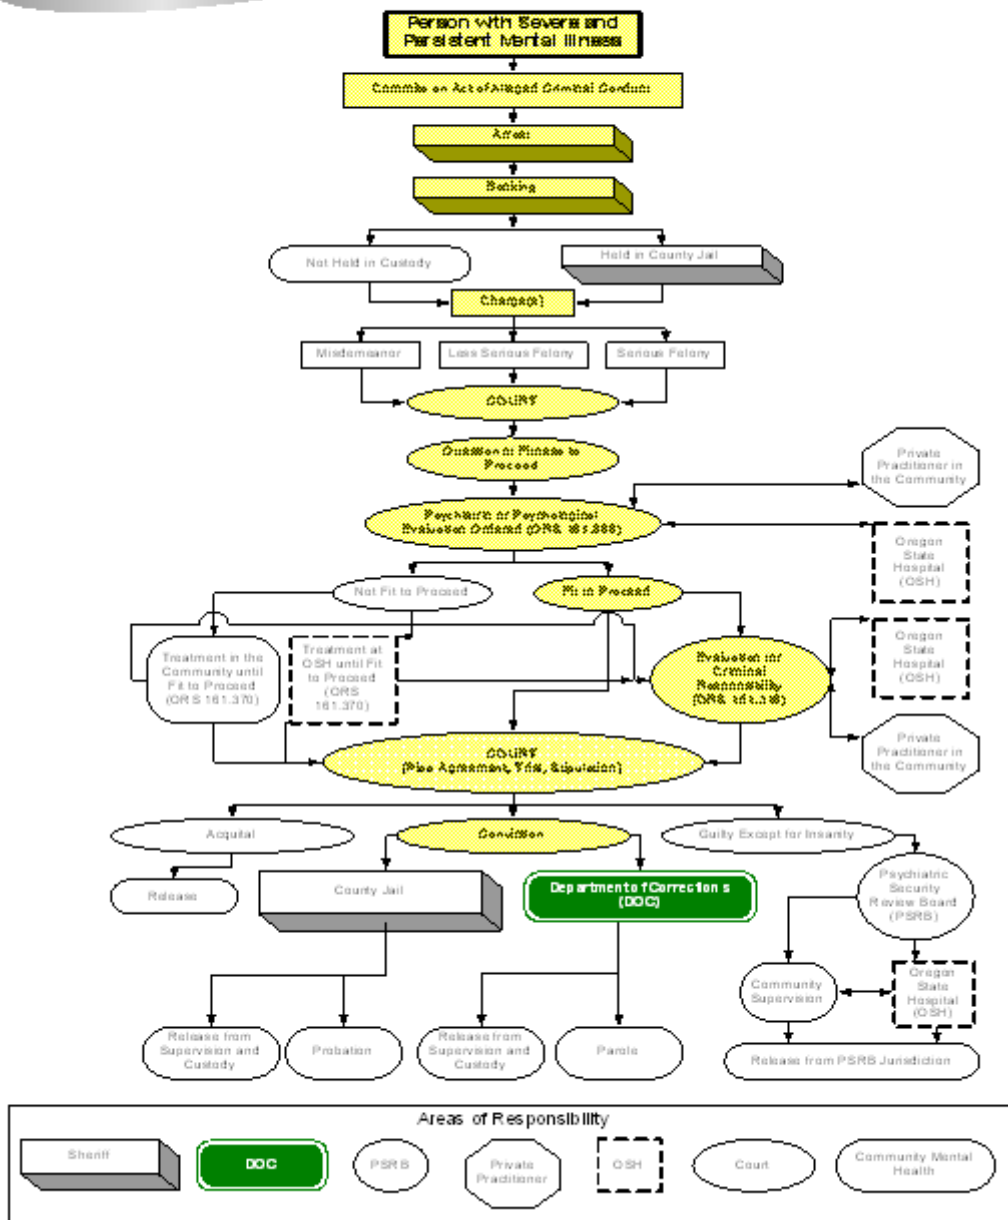 Person with Severe and
Persistent Mental Illness
Commits an Act of Alleged Criminal Conduct
Arrest
Booking
Not Held in Custody
Held in County Jail
Charge(s)
Misdemeanor
Less Serious Felony
Serious Felony
COURT
Question of Fitness to
Proceed
Private
Practitioner in
the Community
Psychiatric or Psychological
Evaluation Ordered (ORS
Oregon
State
Hospital
(OSH)
Not Fit to Proceed
Fit to Proceed
Treatment in the
Community until
Fit to Proceed
(ORS 161.370)
Treatment at
OSH until Fit
to Proceed
(ORS
161.370)
Evaluation for
Criminal
Responsibility
(ORS
Oregon
State
Hospital
(OSH)
Private
Practitioner in
the Community
COURT
(Plea Agreement, Trial, Stipulation)
Acquital
Conviction
Guilty Except for Insanity
Release
County Jail
Department of Corrections
(DOC)
Psychiatric
Security
Review Board
(PSRB)
Community
Supervision
Oregon
State
Hospital
(OSH)
Release from
Supervision and
Custody
Probation
Release from
Supervision and
Custody
Parole
Release from PSRB Jurisdiction
Areas of Responsibility
Sheriff
DOC
PSRB
Private
Practitioner
OSH
Court
Community Mental
Health